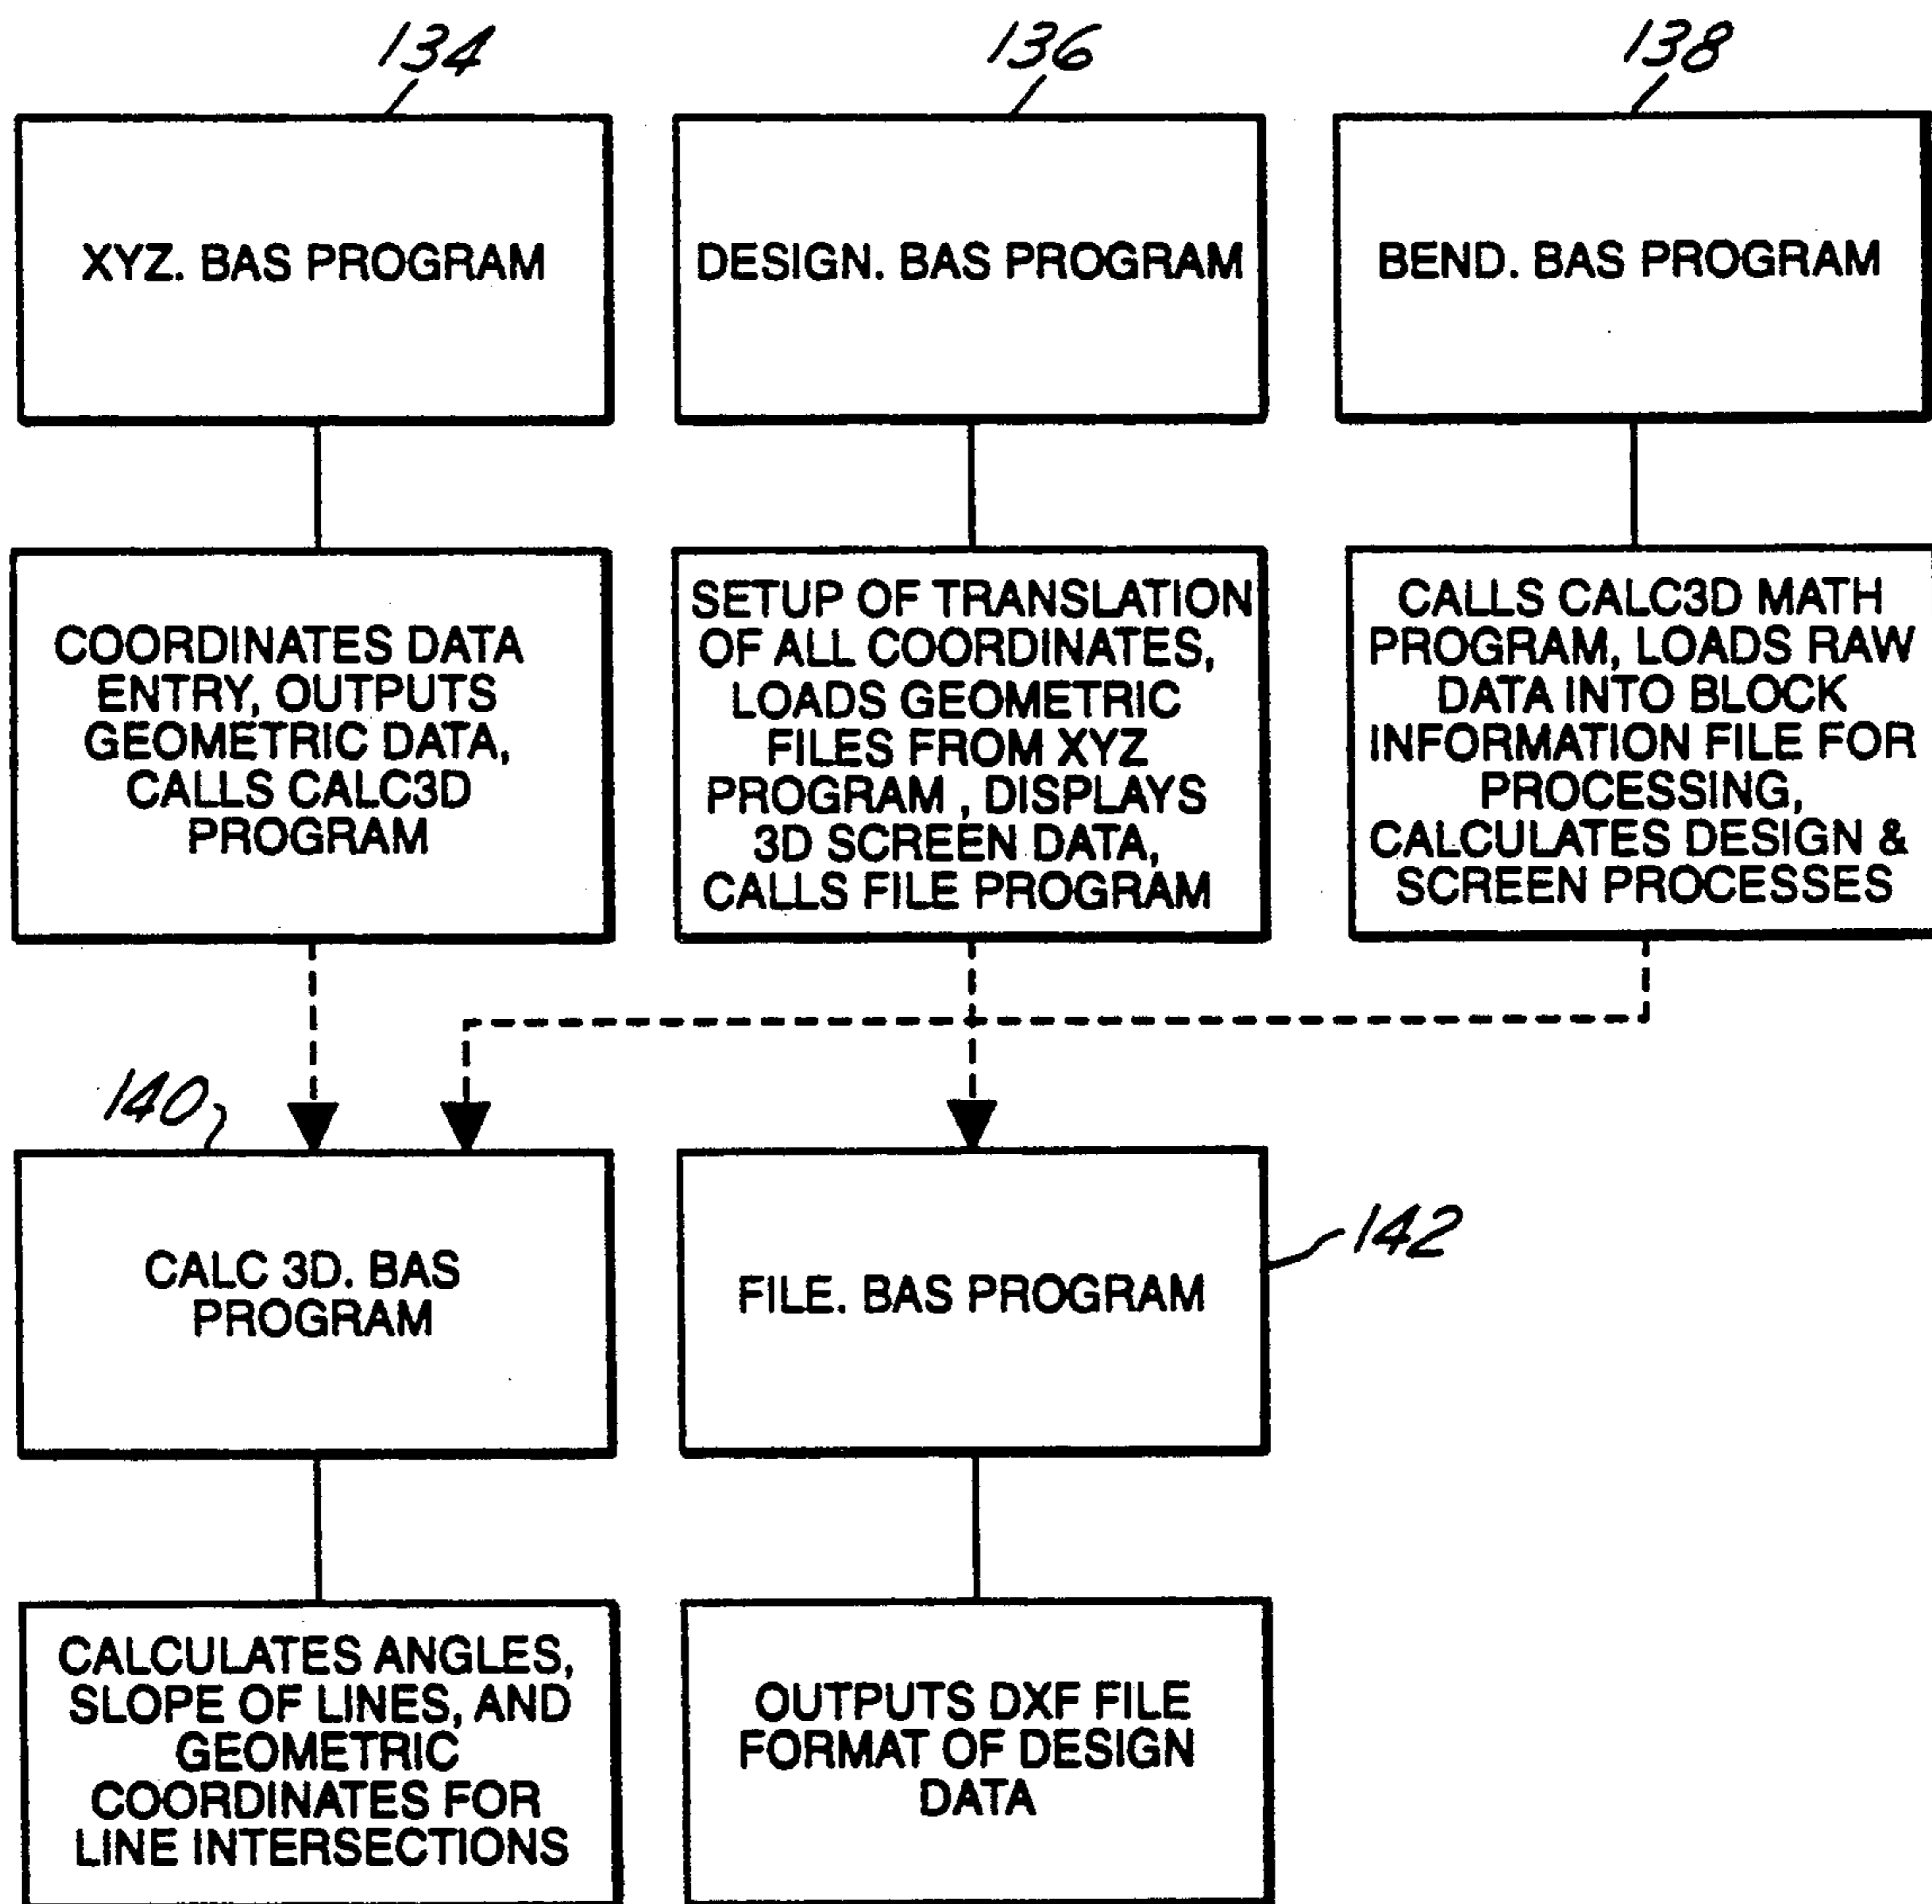 134
136
138
XYZ. BAS PROGRAM
DESIGN. BAS PROGRAM
BEND. BAS PROGRAM
COORDINATES DATA
ENTRY, OUTPUTS
GEOMETRIC DATA,
CALLS CALC3D
PROGRAM
SETUP OF TRANSLATION
OF ALL COORDINATES,
LOADS GEOMETRIC
FILES FROM XYZ
PROGRAM , DISPLAYS
3D SCREEN DATA,
CALLS FILE PROGRAM
CALLS CALC3D MATH
PROGRAM, LOADS RAW
DATA INTO BLOCK
INFORMATION FILE FOR
PROCESSING,
CALCULATES DESIGN &
SCREEN PROCESSES
140
CALC 3D. BAS
PROGRAM
FILE. BAS PROGRAM
142
CALCULATES ANGLES,
SLOPE OF LINES, AND
GEOMETRIC
COORDINATES FOR
LINE INTERSECTIONS
OUTPUTS DXF FILE
FORMAT OF DESIGN
DATA